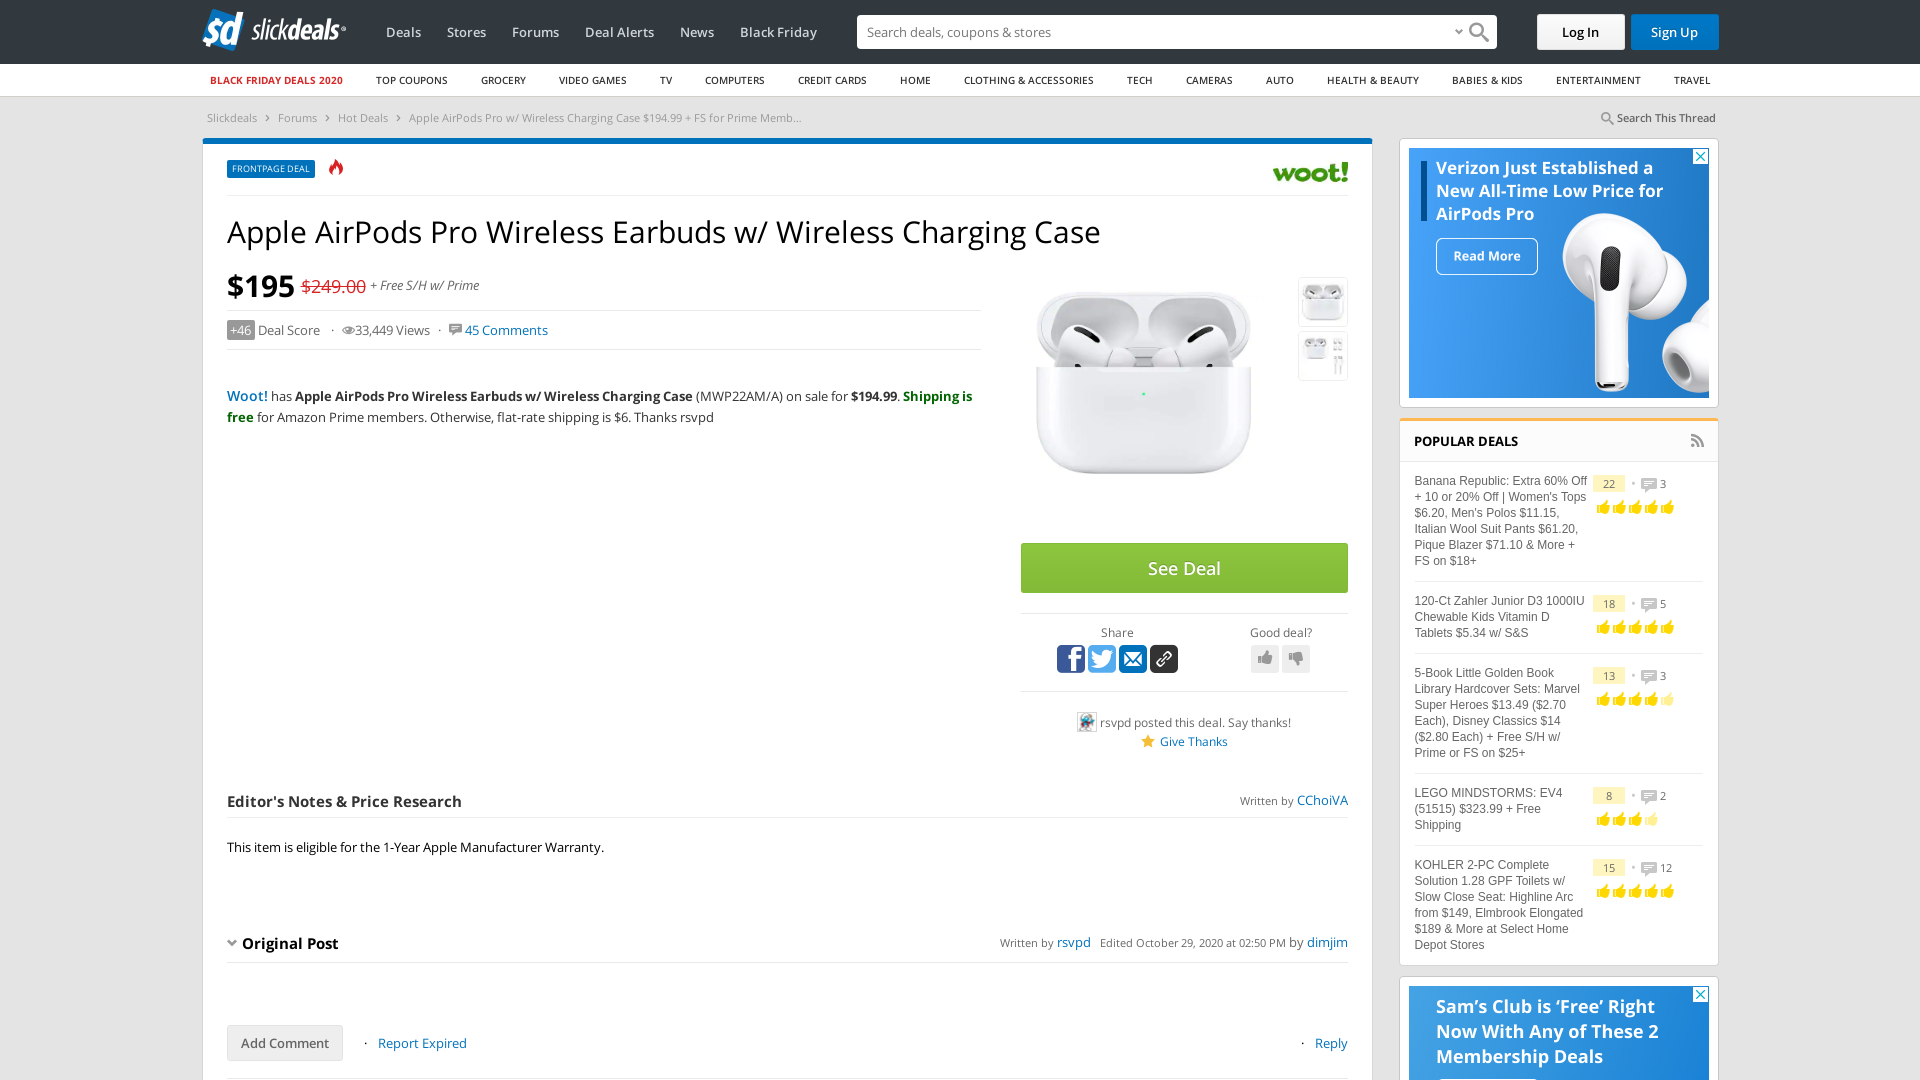 sd slickdeals
Deals Stores Forums Deal Alerts News Black Friday
Search deals, coupons & shopping
Log In Sign Up
BLACK FRIDAY DEALS 2020 TOP COUPONS GROCERY VIDEO GAMES TV COMPUTERS CREDIT CARDS HOME CLOTHING & ACCESSORIES TECH CAMERAS AUTO HEALTH & BEAUTY BABIES & KIDS ENTERTAINMENT TRAVEL
Slickdeals › Forums › Hot Deals › Apple AirPods Pro w/ Wireless Charging Case $194.99 + FS for Prime Memb...
Search This Thread
FRONTPAGE DEAL
woot!
Apple AirPods Pro Wireless Earbuds w/ Wireless Charging Case
$195 $249.00 + Free S/H w/ Prime
+46 Deal Score · 33,449 Views · 45 Comments
Woot! has Apple AirPods Pro Wireless Earbuds w/ Wireless Charging Case (MWP22AM/A) on sale for $194.99. Shipping is
free for Amazon Prime members. Otherwise, flat-rate shipping is $6. Thanks rsvpd
See Deal
Share
Good deal?
rsvpd posted this deal. Say thanks!
Give Thanks
Editor's Notes & Price Research
Written by CChoiVA
This item is eligible for the 1-Year Apple Manufacturer Warranty.
Original Post
Written by rsvpd Edited October 29, 2020 at 02:50 PM by dimjim
Add Comment · Report Expired
· Reply
Verizon Just Established a
New All-Time Low Price for
AirPods Pro
Read More
POPULAR DEALS
Banana Republic: Extra 60% Off
+ 10 or 20% Off | Women's Tops
$6.20, Men's Polos $11.15,
Italian Wool Suit Pants $61.20,
Pique Blazer $71.10 & More +
FS on $18+
22 • 3
120-Ct Zahler Junior D3 1000IU
Chewable Kids Vitamin D
Tablets $5.34 w/ S&S
18 • 5
5-Book Little Golden Book
Library Hardcover Sets: Marvel
Super Heroes $13.49 ($2.70
Each), Disney Classics $14
($2.80 Each) + Free S/H w/
Prime or FS on $25+
13 • 3
LEGO MINDSTORMS: EV4
(51515) $323.99 + Free
Shipping
8 • 2
KOHLER 2-PC Complete
Solution 1.28 GPF Toilets w/
Slow Close Seat: Highline Arc
from $149, Elmbrook Elongated
$189 & More at Select Home
Depot Stores
15 • 12
Sam's Club is ‘Free’ Right
Now With Any of These 2
Membership Deals